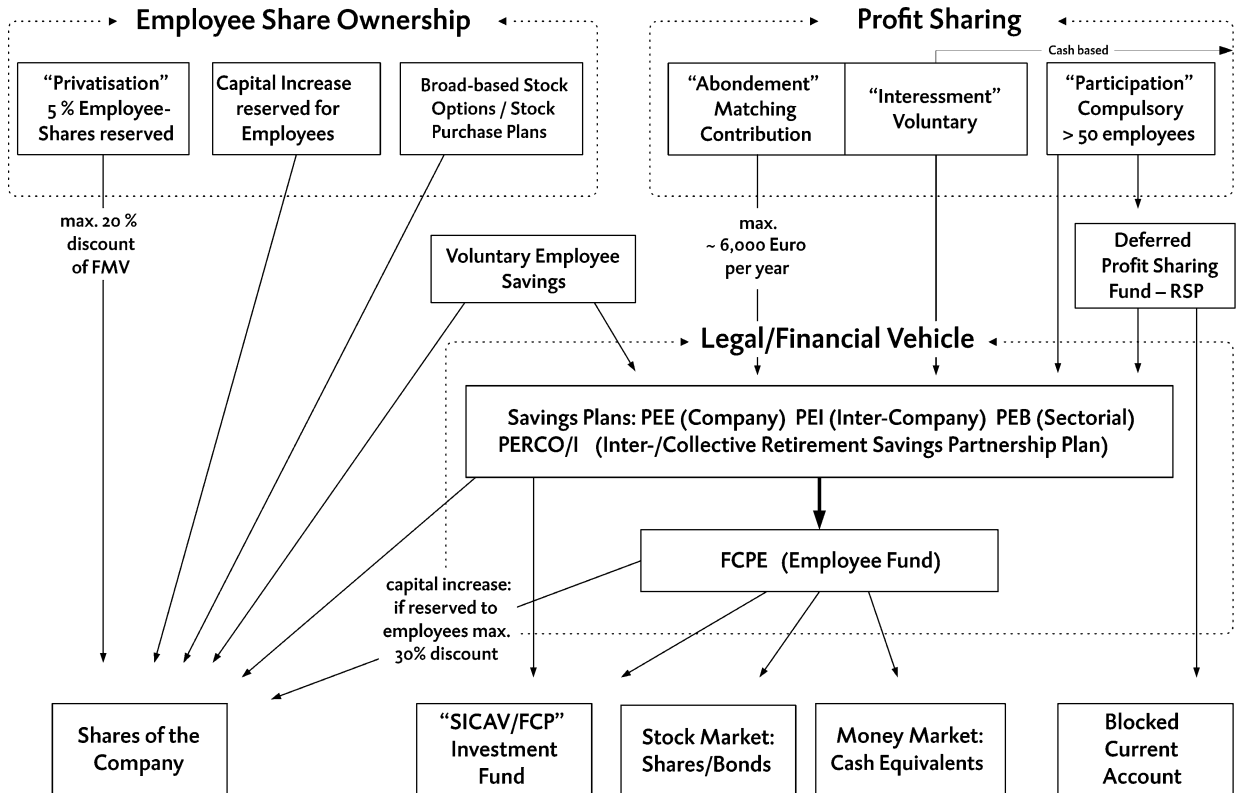 Employee Share Ownership
Profit Sharing
Cash based
“Privatisation”
5 % Employee-
Shares reserved
Capital Increase
reserved for
Employees
Broad-based Stock
Options / Stock
Purchase Plans
“Abondement”
Matching
Contribution
“Interessment”
Voluntary
“Participation”
Compulsory
> 50 employees
max. 20 %
discount
of FMV
Voluntary Employee
Savings
max.
~ 6,000 Euro
per year
Deferred
Profit Sharing
Fund – RSP
Legal/Financial Vehicle
Savings Plans: PEE (Company) PEI (Inter-Company) PEB (Sectorial)
PERCO/I (Inter-/Collective Retirement Savings Partnership Plan)
FCPE (Employee Fund)
capital increase:
if reserved to
employees max.
30% discount
Shares of the
Company
“SICAV/FCP”
Investment
Fund
Stock Market:
Shares/Bonds
Money Market:
Cash Equivalents
Blocked
Current
Account